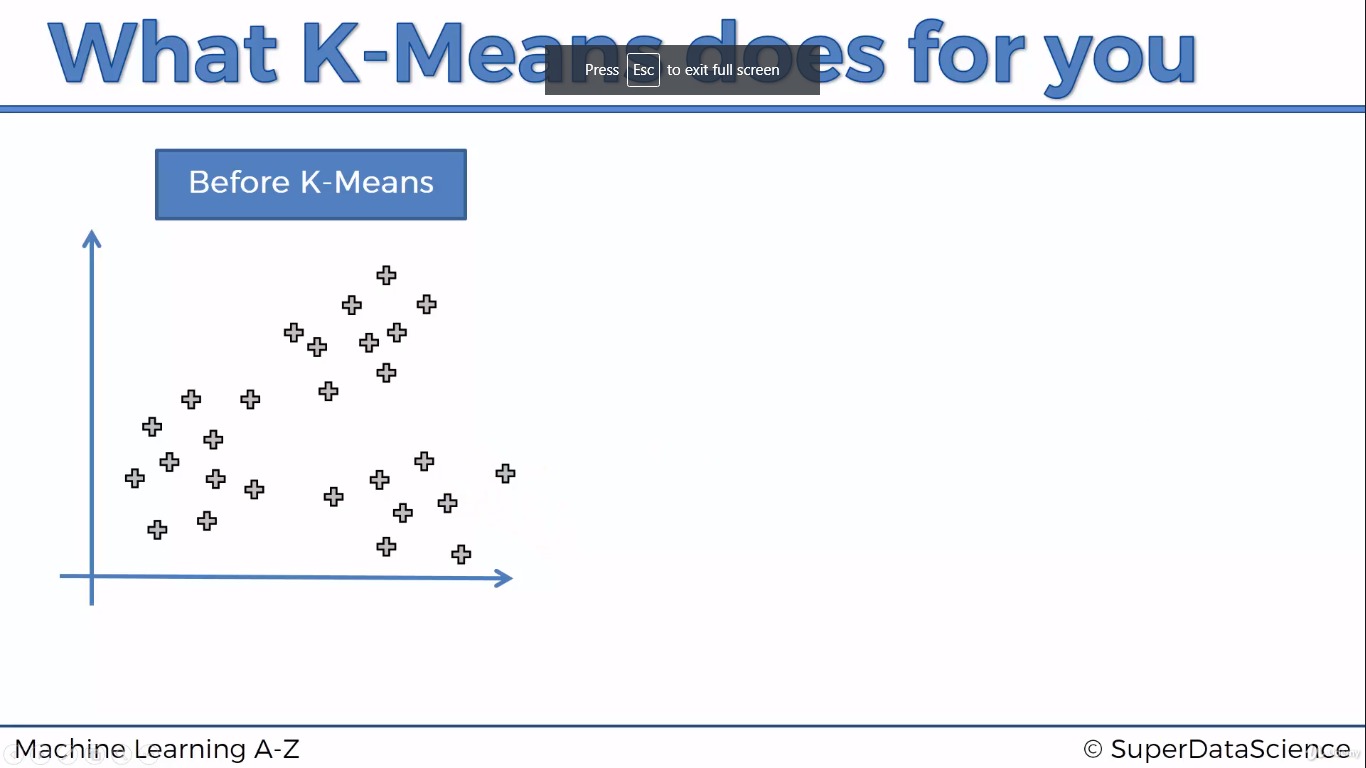 What K-Means does for you
Press Esc to exit full screen
Before K-Means
Machine Learning A-Z
© SuperDataScience